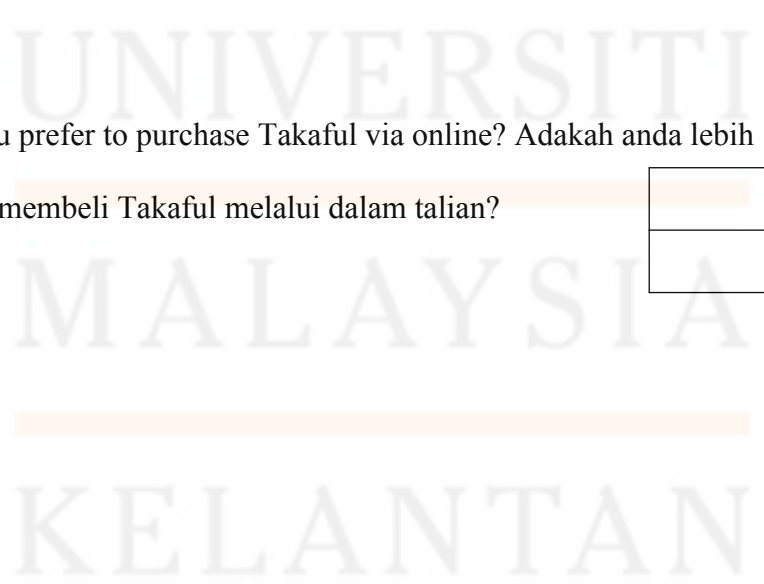 UNIVERSITI
u prefer to purchase Takaful via online? Adakah anda lebih
membeli Takaful melalui dalam talian?
MALAYSIA
KELANTAN